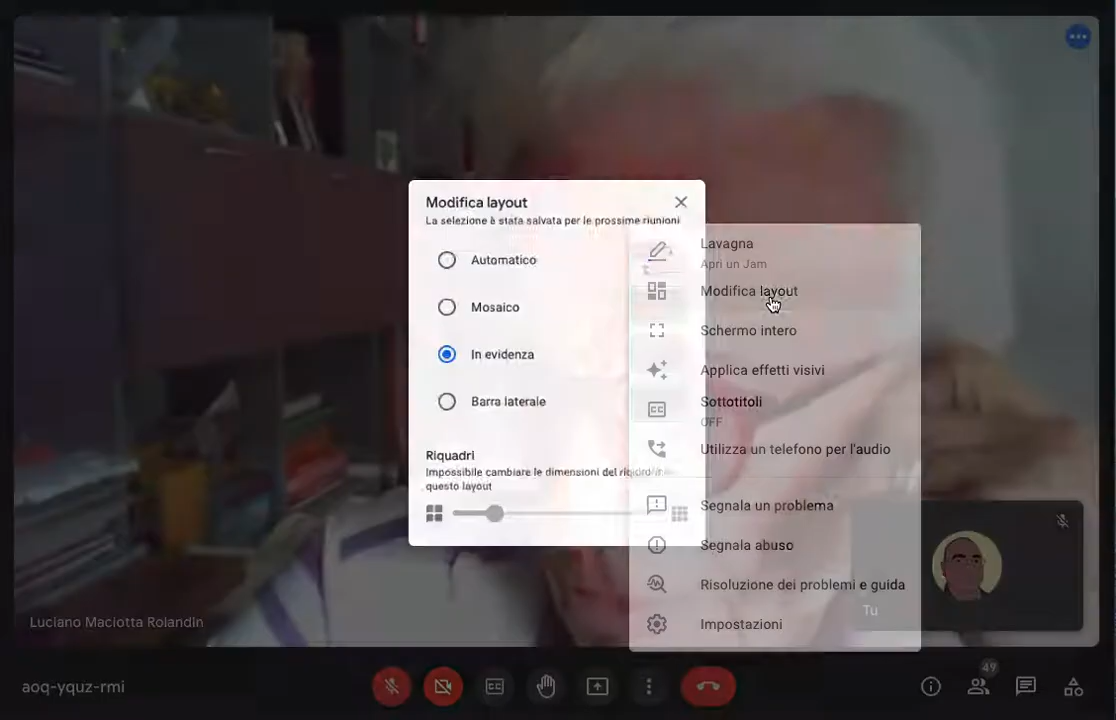 Modifica layout
La selezione è stata salvata per le prossime riunioni
Automatico
Mosaico
In evidenza
Barra laterale
Riquadri
Impossibile cambiare le dimensioni del
questo layout
Lavagna
Apri un Jam
Modifica layout
Schermo intero
Applica effetti visivi
Sottotitoli
OFF
Utilizza un telefono per l'audio
Segnala un problema
Segnala abuso
Risoluzione dei problemi e guida
Impostazioni
Tu
Luciano Maciotta Rolandin
aoq-yquz-rmi
49